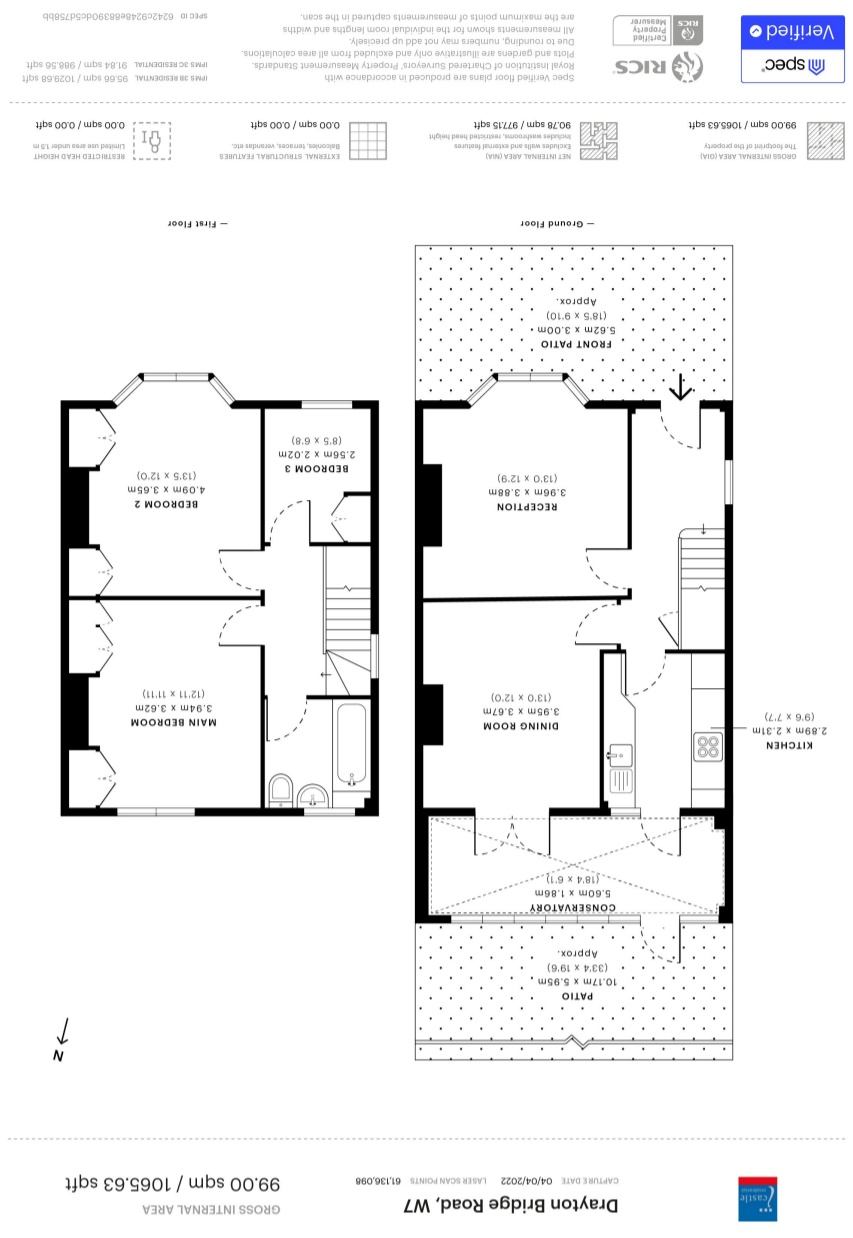 castle
residential
Drayton Bridge Road, W7
CAPTURE DATE 04/04/2022 LASER SCAN POINTS 61,136,098
GROSS INTERNAL AREA
99.00 sqm / 1065.63 sqft
N
PATIO
10.17m x 5.95m
(33'4 x 19'6)
Approx.
CONSERVATORY
5.60m x 1.86m
(18'4 x 6'1)
KITCHEN
2.89m x 2.31m
(9'6 x 7'7)
DINING ROOM
3.95m x 3.67m
(13'0 x 12'0)
RECEPTION
3.96m x 3.88m
(13'0 x 12'9)
FRONT PATIO
5.62m x 3.00m
(18'5 x 9'10)
Approx.
— Ground Floor
MAIN BEDROOM
3.94m x 3.62m
(12'11 x 11'11)
BEDROOM 2
4.09m x 3.65m
(13'5 x 12'0)
BEDROOM 3
2.56m x 2.02m
(8'5 x 6'8)
— First Floor
GROSS INTERNAL AREA (GIA)
The footprint of the property
99.00 sqm / 1065.63 sqft
NET INTERNAL AREA (NIA)
Excludes walls and external features
Includes washrooms, restricted head height
90.78 sqm / 977.15 sqft
EXTERNAL STRUCTURAL FEATURES
Balconies, terraces, verandas etc.
0.00 sqm / 0.00 sqft
RESTRICTED HEAD HEIGHT
Limited use area under 1.5 m
0.00 sqm / 0.00 sqft
spec
Verified
RICS
Certified
Property
Measurer
Spec Verified floor plans are produced in accordance with
Royal Institution of Chartered Surveyors' Property Measurement Standards.
Plots and gardens are illustrative only and excluded from all area calculations.
Due to rounding, numbers may not add up precisely.
All measurements shown for the individual room lengths and widths
are the maximum points of measurements captured in the scan.
IPMS 3B RESIDENTIAL 95.66 sqm / 1029.68 sqft
IPMS 3C RESIDENTIAL 91.84 sqm / 988.56 sqft
SPEC ID 6242c9248e88390dc5d758bb